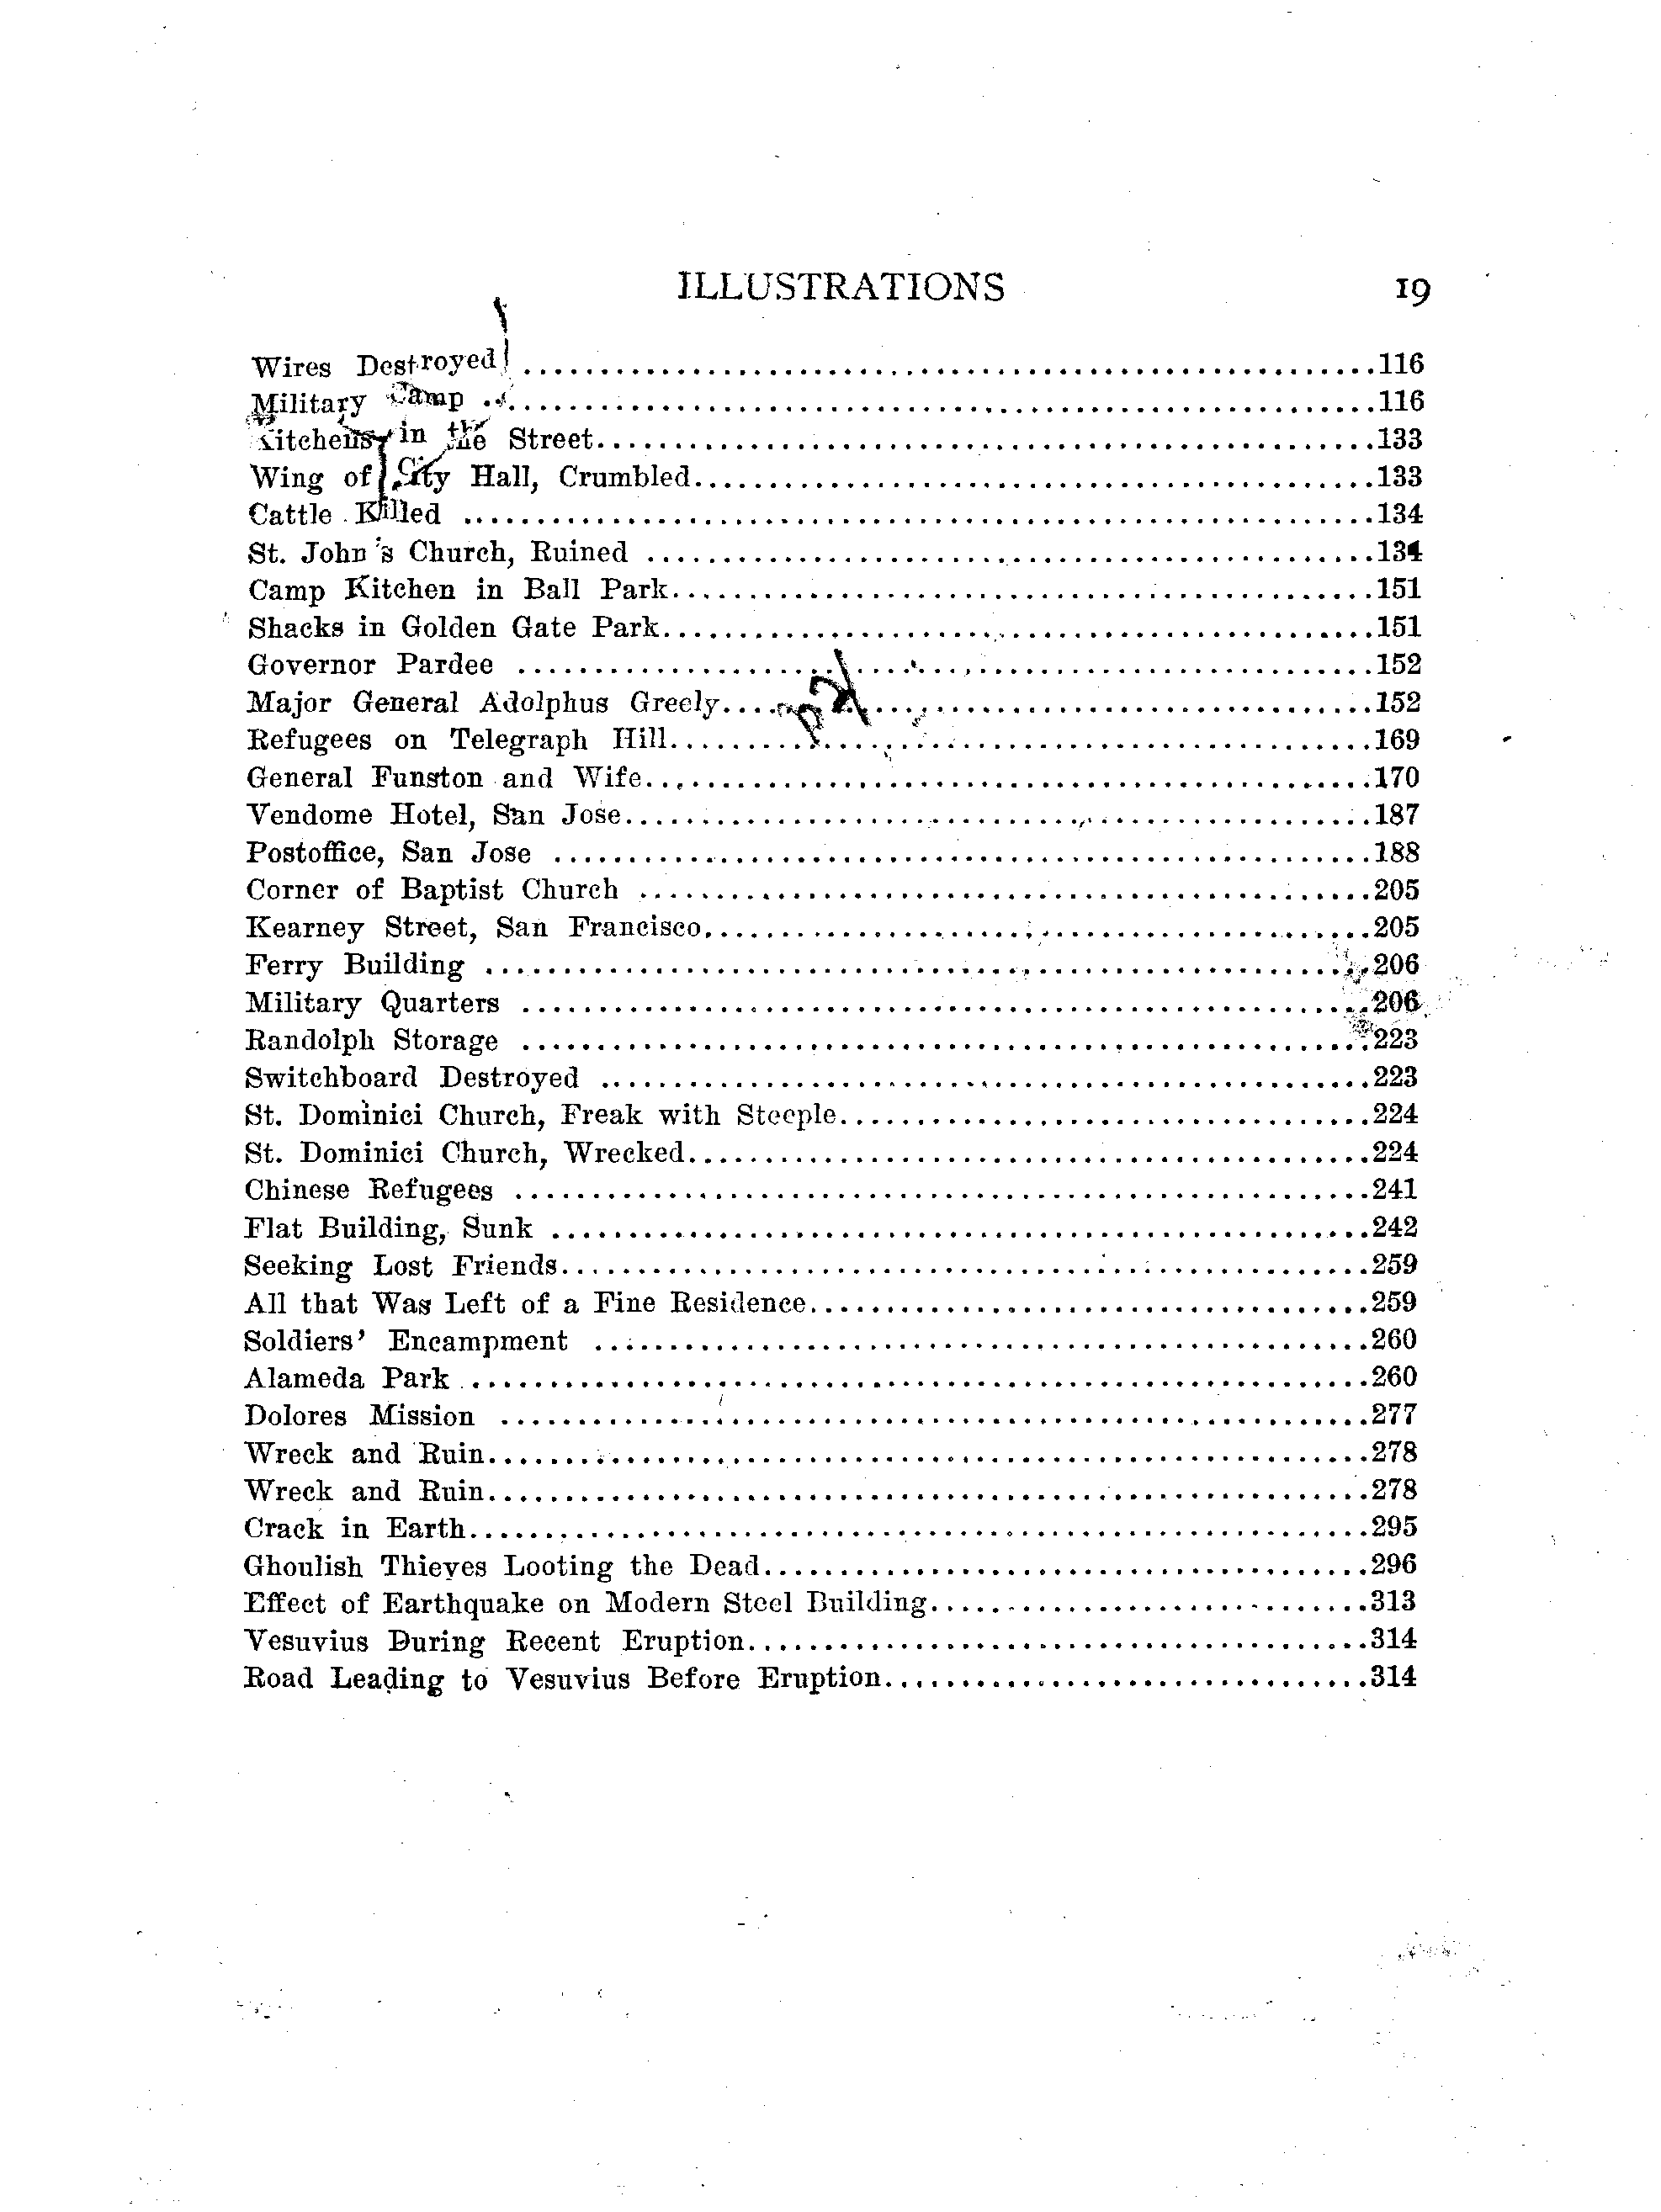 ILLUSTRATIONS 19
Wires Destroyed ........................................................116
Military Camp ..........................................................116
Kitchens in the Street..................................................133
Wing of City Hall, Crumbled.............................................133
Cattle Killed ..........................................................134
St. John's Church, Ruined ..............................................134
Camp Kitchen in Ball Park...............................................151
Shacks in Golden Gate Park..............................................151
Governor Pardee ........................................................152
Major General Adolphus Greely...........................................152
Refugees on Telegraph Hill..............................................169
General Funston and Wife................................................170
Vendome Hotel, San Jose.................................................187
Postoffice, San Jose ...................................................188
Corner of Baptist Church ...............................................205
Kearney Street, San Francisco...........................................205
Ferry Building .........................................................206
Military Quarters ......................................................206
Randolph Storage .......................................................223
Switchboard Destroyed ..................................................223
St. Dominici Church, Freak with Steeple.................................224
St. Dominici Church, Wrecked............................................224
Chinese Refugees .......................................................241
Flat Building, Sunk ....................................................242
Seeking Lost Friends....................................................259
All that Was Left of a Fine Residence...................................259
Soldiers' Encampment ...................................................260
Alameda Park ...........................................................260
Dolores Mission ........................................................277
Wreck and Ruin..........................................................278
Wreck and Ruin..........................................................278
Crack in Earth..........................................................295
Ghoulish Thieves Looting the Dead.......................................296
Effect of Earthquake on Modern Steel Building...........................313
Vesuvius During Recent Eruption.........................................314
Road Leading to Vesuvius Before Eruption................................314